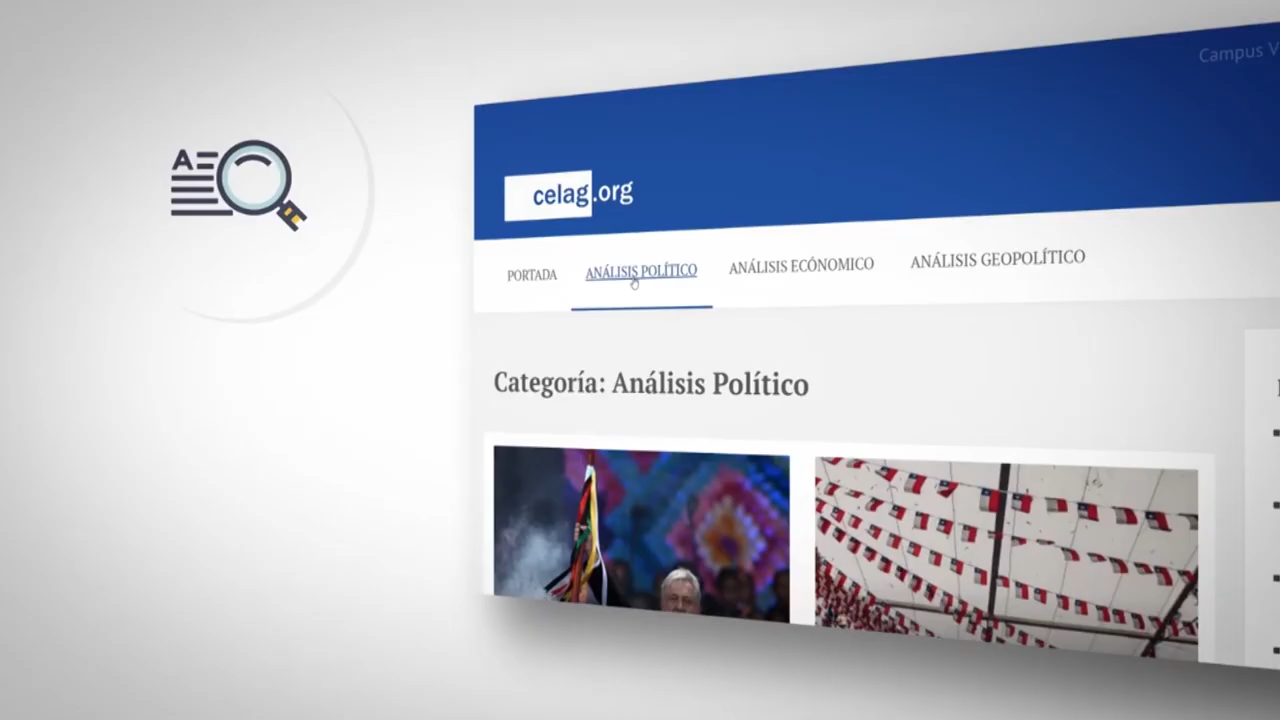 Campus V
celag.org
PORTADA
ANÁLISIS POLÍTICO
ANÁLISIS ECÓNOMICO
ANÁLISIS GEOPOLÍTICO
Categoría: Análisis Político